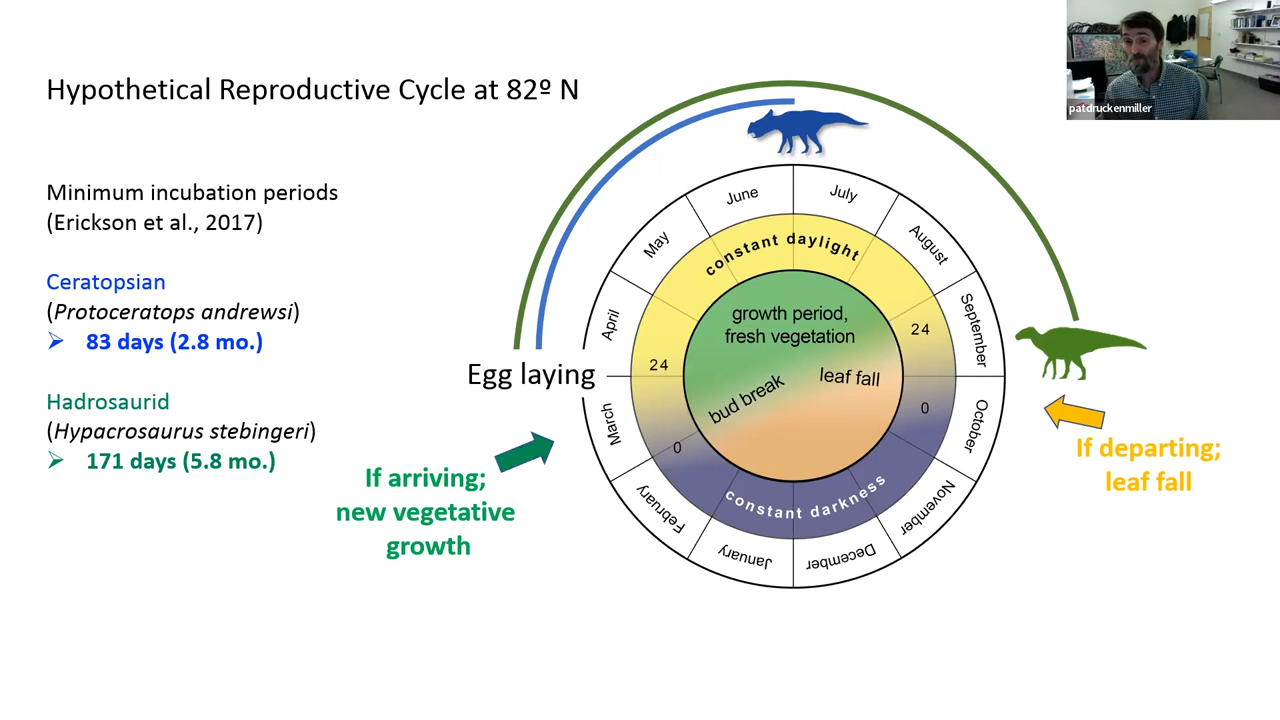 Hypothetical Reproductive Cycle at 82º N
patdruckenmiller
Minimum incubation periods
(Erickson et al., 2017)
Ceratopsian
(Protoceratops andrewsi)
➢ 83 days (2.8 mo.)
Hadrosaurid
(Hypacrosaurus stebingeri)
➢ 171 days (5.8 mo.)
Egg laying
If arriving;
new vegetative
growth
June
July
May
August
April
September
March
October
February
November
January
December
constant daylight
24
24
growth period,
fresh vegetation
bud break
leaf fall
0
0
constant darkness
If departing;
leaf fall